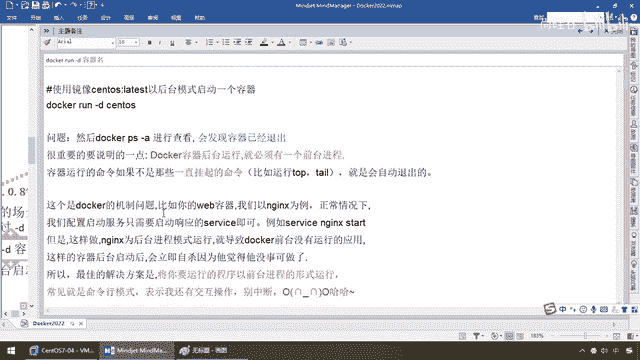 Mindjet MindManager - Docker2022.mmap
主题备注
Arial
16
docker run -d 容器名
#使用镜像centos:latest以后台模式启动一个容器
docker run -d centos
问题：然后docker ps -a 进行查看, 会发现容器已经退出
很重要的要说明的一点: Docker容器后台运行,就必须有一个前台进程.
容器运行的命令如果不是那些一直挂起的命令（比如运行top，tail），就是会自动退出的。
这个是docker的机制问题,比如你的web容器,我们以nginx为例，正常情况下,
我们配置启动服务只需要启动响应的service即可。例如service nginx start
但是,这样做,nginx为后台进程模式运行,就导致docker前台没有运行的应用,
这样的容器后台启动后,会立即自杀因为他觉得他没事可做了.
所以，最佳的解决方案是,将你要运行的程序以前台进程的形式运行，
常见就是命令行模式，表示我还有交互操作，别中断，O(∩_∩)O哈哈~
0.8
的场
-d
-d 容
台启
Docker2022
183%
CentOS7-04 - VM...
Mindjet MindMana...
无标题 - 画图